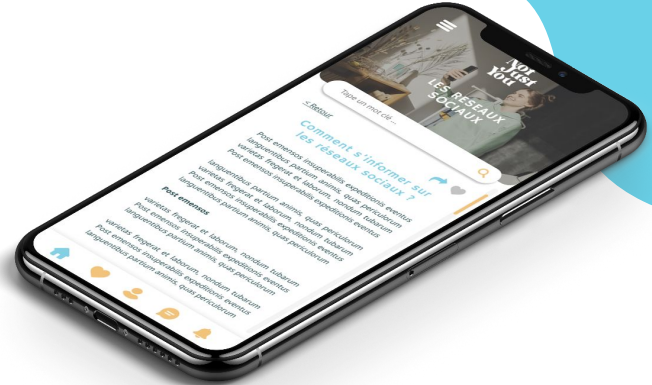 Not
Just
You
LES RESEAUX
SOCIAUX
Tape un mot clé ...
< Retour
Comment s'informer sur
les réseaux sociaux ?
Post emensos insuperabilis expeditionis eventus
languentibus partium animis, quas periculorum
varietas fregerat et laborum, nondum tubarum
Post emensos insuperabilis expeditionis eventus
languentibus partium animis, quas periculorum
varietas fregerat et laborum, nondum tubarum
Post emensos insuperabilis expeditionis eventus
languentibus partium animis, quas periculorum
Post emensos
varietas fregerat et laborum, nondum tubarum
Post emensos insuperabilis expeditionis eventus
languentibus partium animis, quas periculorum
varietas fregerat et laborum, nondum tubarum
Post emensos insuperabilis expeditionis eventus
languentibus partium animis, quas periculorum